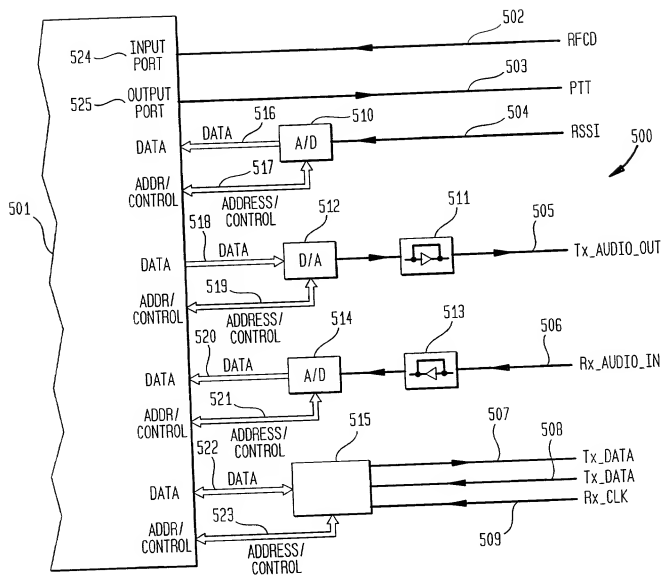 502
524
INPUT
PORT
RFCD
503
525
OUTPUT
PORT
PTT
516
510
504
DATA
DATA
A/D
RSSI
500
517
ADDR/
CONTROL
ADDRESS/
CONTROL
501
518
512
511
505
DATA
DATA
D/A
Tx_AUDIO_OUT
519
ADDR/
CONTROL
ADDRESS/
CONTROL
520
514
513
506
DATA
DATA
A/D
Rx_AUDIO_IN
521
ADDR/
CONTROL
ADDRESS/
CONTROL
522
515
507
508
Tx_DATA
DATA
DATA
Tx_DATA
Rx_CLK
523
509
ADDR/
CONTROL
ADDRESS/
CONTROL